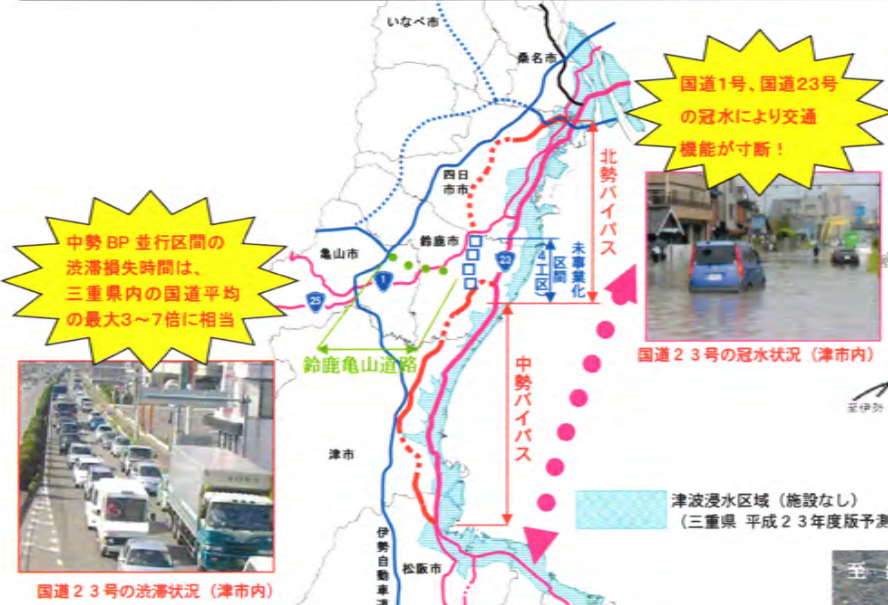 いなべ市
桑名市
国道1号、国道23号
の冠水により交通
機能が寸断！
北勢バイパス
四日
市市
中勢 BP 並行区間の
渋滞損失時間は、
三重県内の国道平均
の最大3～7倍に相当
亀山市
鈴鹿市
未事業化
区間
(4工区)
23
1
25
国道２３号の冠水状況（津市内）
鈴鹿亀山道路
中勢バイパス
至伊勢
津市
津波浸水区域（施設なし）
（三重県 平成２３年度版予測
伊勢自動車道
松阪市
至
国道２３号の渋滞状況（津市内）